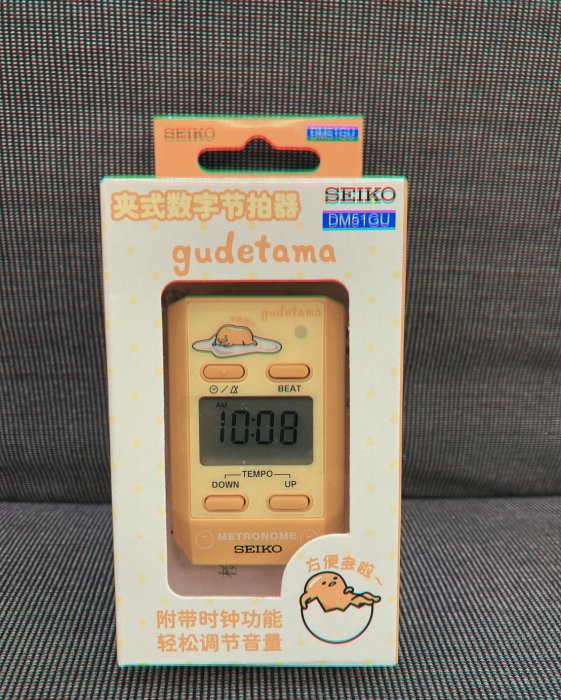 SEIKO DM51GU
夹式数字节拍器 SEIKO
DM51GU
gudetama
gudetama
BEAT
AM
10:08
TEMPO
DOWN UP
METRONOME
SEIKO
方便多啦~
附带时钟功能
轻松调节音量